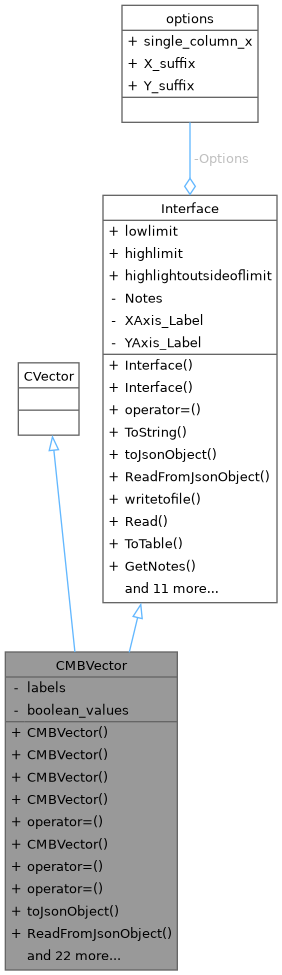 options
+ single_column_x
+ X_suffix
+ Y_suffix
-Options
Interface
+ lowlimit
+ highlimit
+ highlightoutsideoflimit
- Notes
- XAxis_Label
- YAxis_Label
+ Interface()
+ Interface()
+ operator=()
+ ToString()
+ toJsonObject()
+ ReadFromJsonObject()
+ writetofile()
+ Read()
+ ToTable()
+ GetNotes()
and 11 more...
CVector
CMBVector
- labels
- boolean_values
+ CMBVector()
+ CMBVector()
+ CMBVector()
+ CMBVector()
+ operator=()
+ CMBVector()
+ operator=()
+ operator=()
+ toJsonObject()
+ ReadFromJsonObject()
and 22 more...